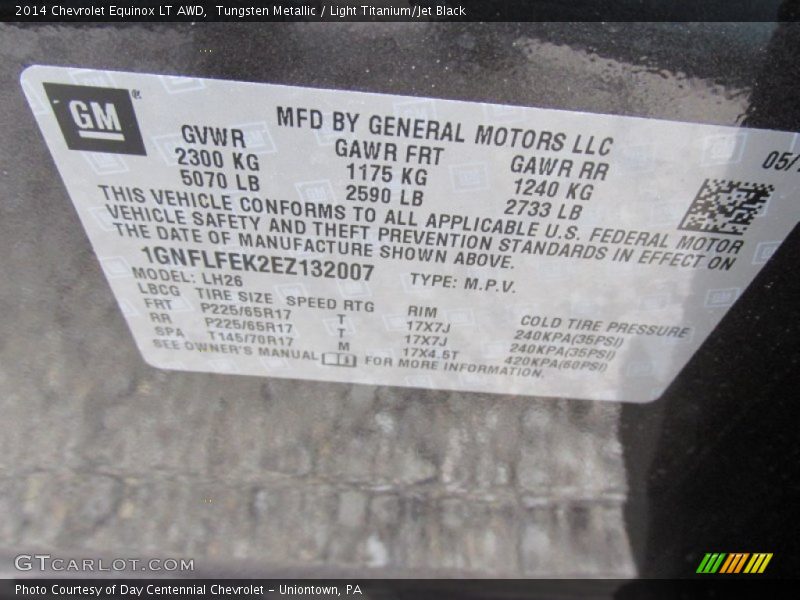 2014 Chevrolet Equinox LT AWD, Tungsten Metallic / Light Titanium/Jet Black
GM
MFD BY GENERAL MOTORS LLC
05/
GVWR GAWR FRT GAWR RR
2300 KG 1175 KG 1240 KG
5070 LB 2590 LB 2733 LB
THIS VEHICLE CONFORMS TO ALL APPLICABLE U.S. FEDERAL MOTOR
VEHICLE SAFETY AND THEFT PREVENTION STANDARDS IN EFFECT ON
THE DATE OF MANUFACTURE SHOWN ABOVE.
1GNFLFEK2EZ132007 TYPE: M.P.V.
MODEL: LH26
LBCG TIRE SIZE SPEED RTG RIM COLD TIRE PRESSURE
FRT P225/65R17 T 17X7J 240KPA(35PSI)
RR P225/65R17 T 17X7J 240KPA(35PSI)
SPA T145/70R17 M 17X4.5T 420KPA(60PSI)
SEE OWNER'S MANUAL FOR MORE INFORMATION.
GTCARLOT.COM
Photo Courtesy of Day Centennial Chevrolet - Uniontown, PA